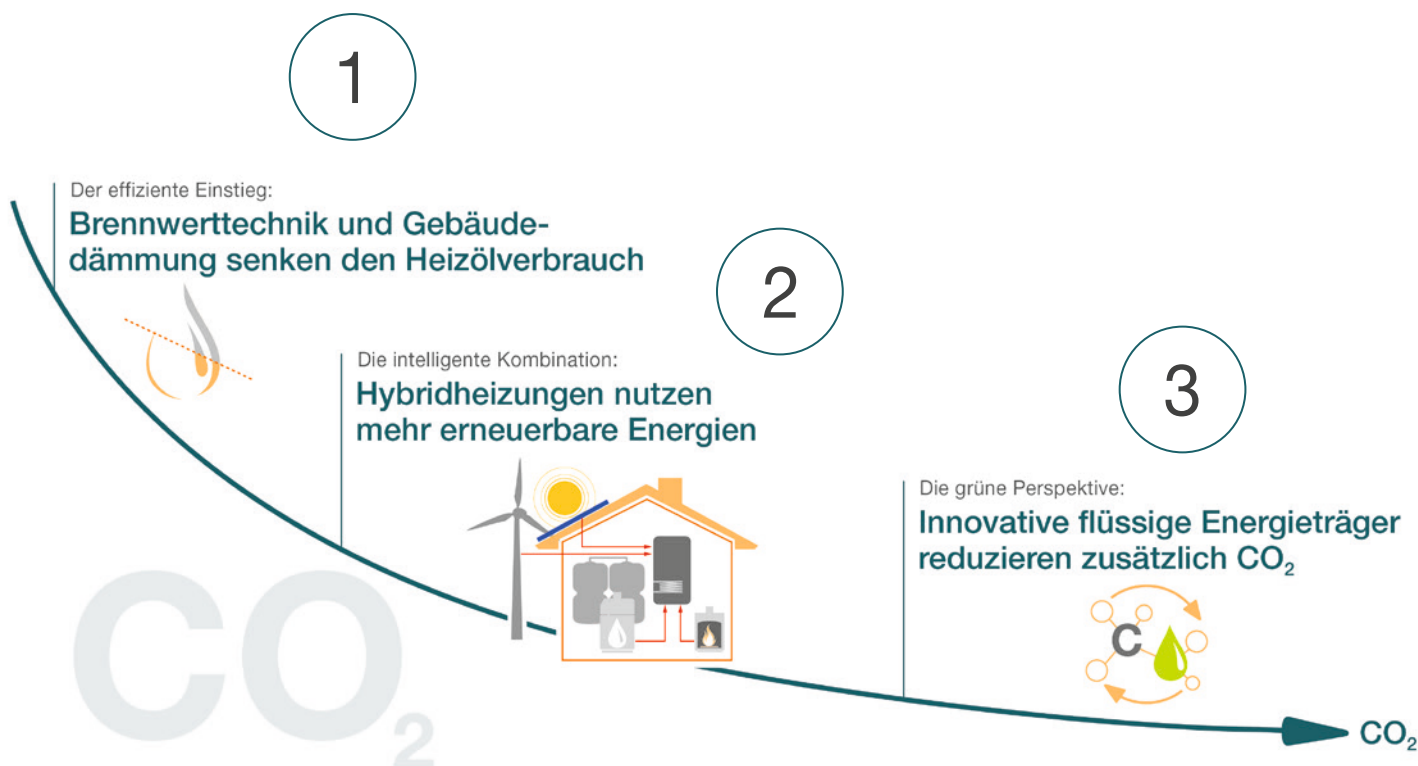 1
Der effiziente Einstieg:
Brennwerttechnik und Gebäude-
dämmung senken den Heizölverbrauch
2
Die intelligente Kombination:
Hybridheizungen nutzen
mehr erneuerbare Energien
3
Die grüne Perspektive:
Innovative flüssige Energieträger
reduzieren zusätzlich CO₂
C
CO₂
CO₂